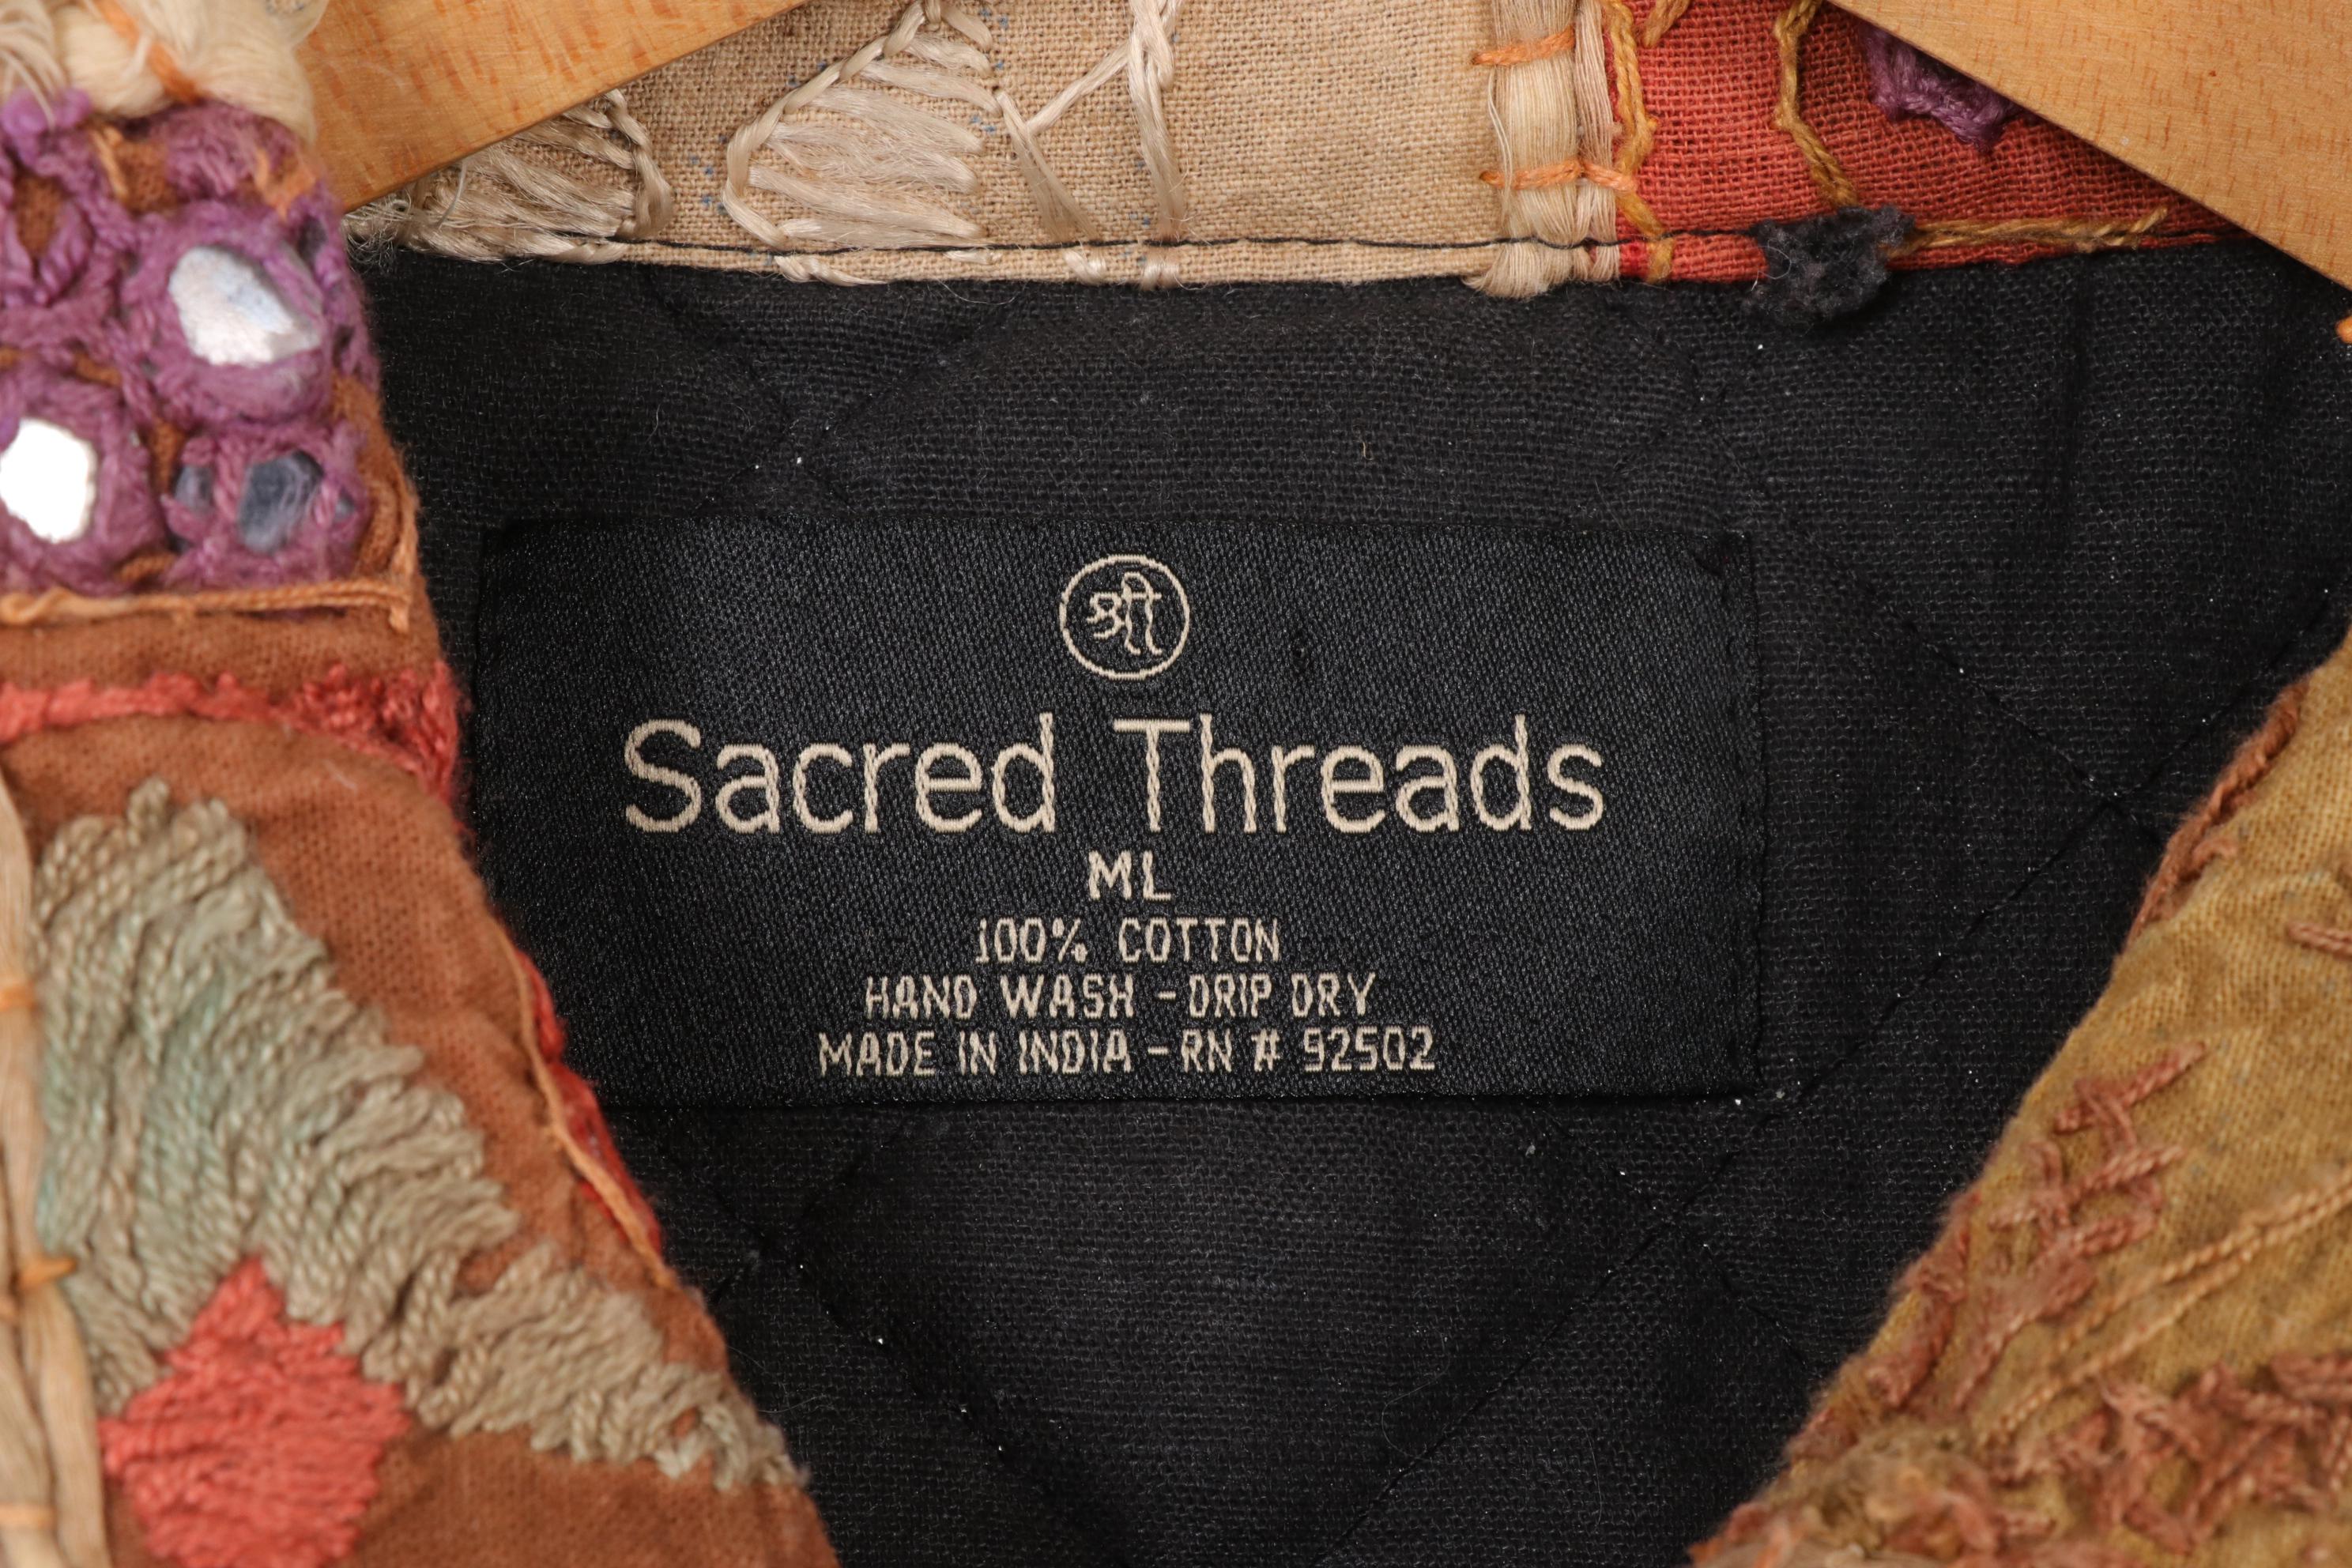 श्री
Sacred Threads
ML
100% COTTON
HAND WASH - DRIP DRY
MADE IN INDIA - RN # 92502